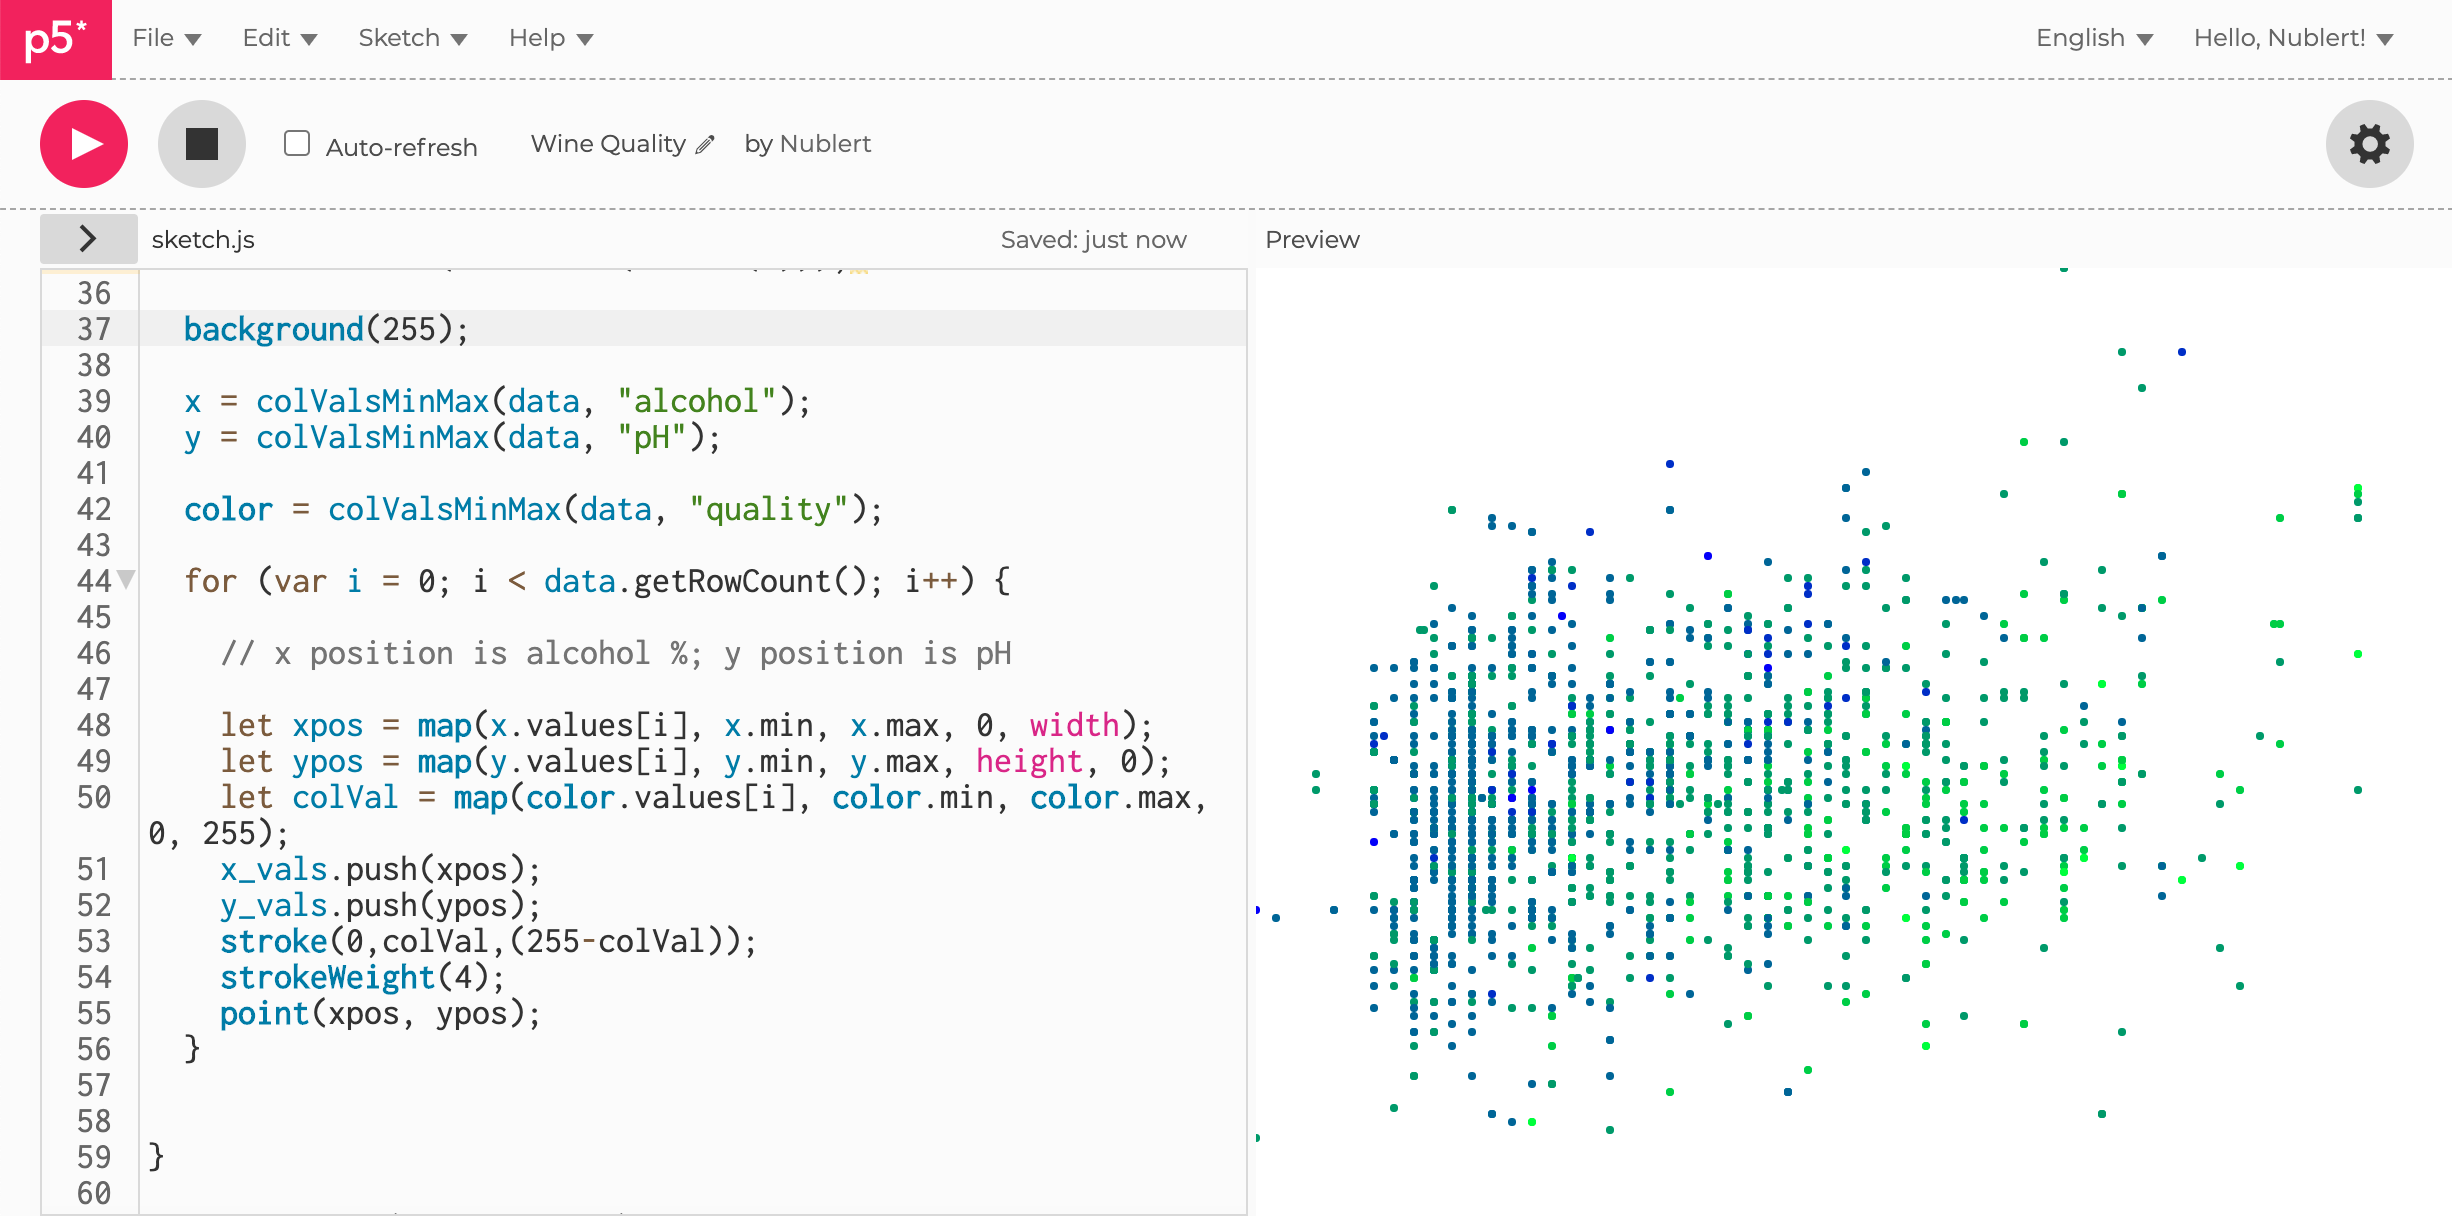 p5* File Edit Sketch Help English Hello, Nublert!
Auto-refresh Wine Quality by Nublert
sketch.js Saved: just now Preview
36
37 background(255);
38
39 x = colValsMinMax(data, "alcohol");
40 y = colValsMinMax(data, "pH");
41
42 color = colValsMinMax(data, "quality");
43
44 for (var i = 0; i < data.getRowCount(); i++) {
45
46 // x position is alcohol %; y position is pH
47
48 let xpos = map(x.values[i], x.min, x.max, 0, width);
49 let ypos = map(y.values[i], y.min, y.max, height, 0);
50 let colVal = map(color.values[i], color.min, color.max,
0, 255);
51 x_vals.push(xpos);
52 y_vals.push(ypos);
53 stroke(0,colVal,(255-colVal));
54 strokeWeight(4);
55 point(xpos, ypos);
56 }
57
58
59 }
60